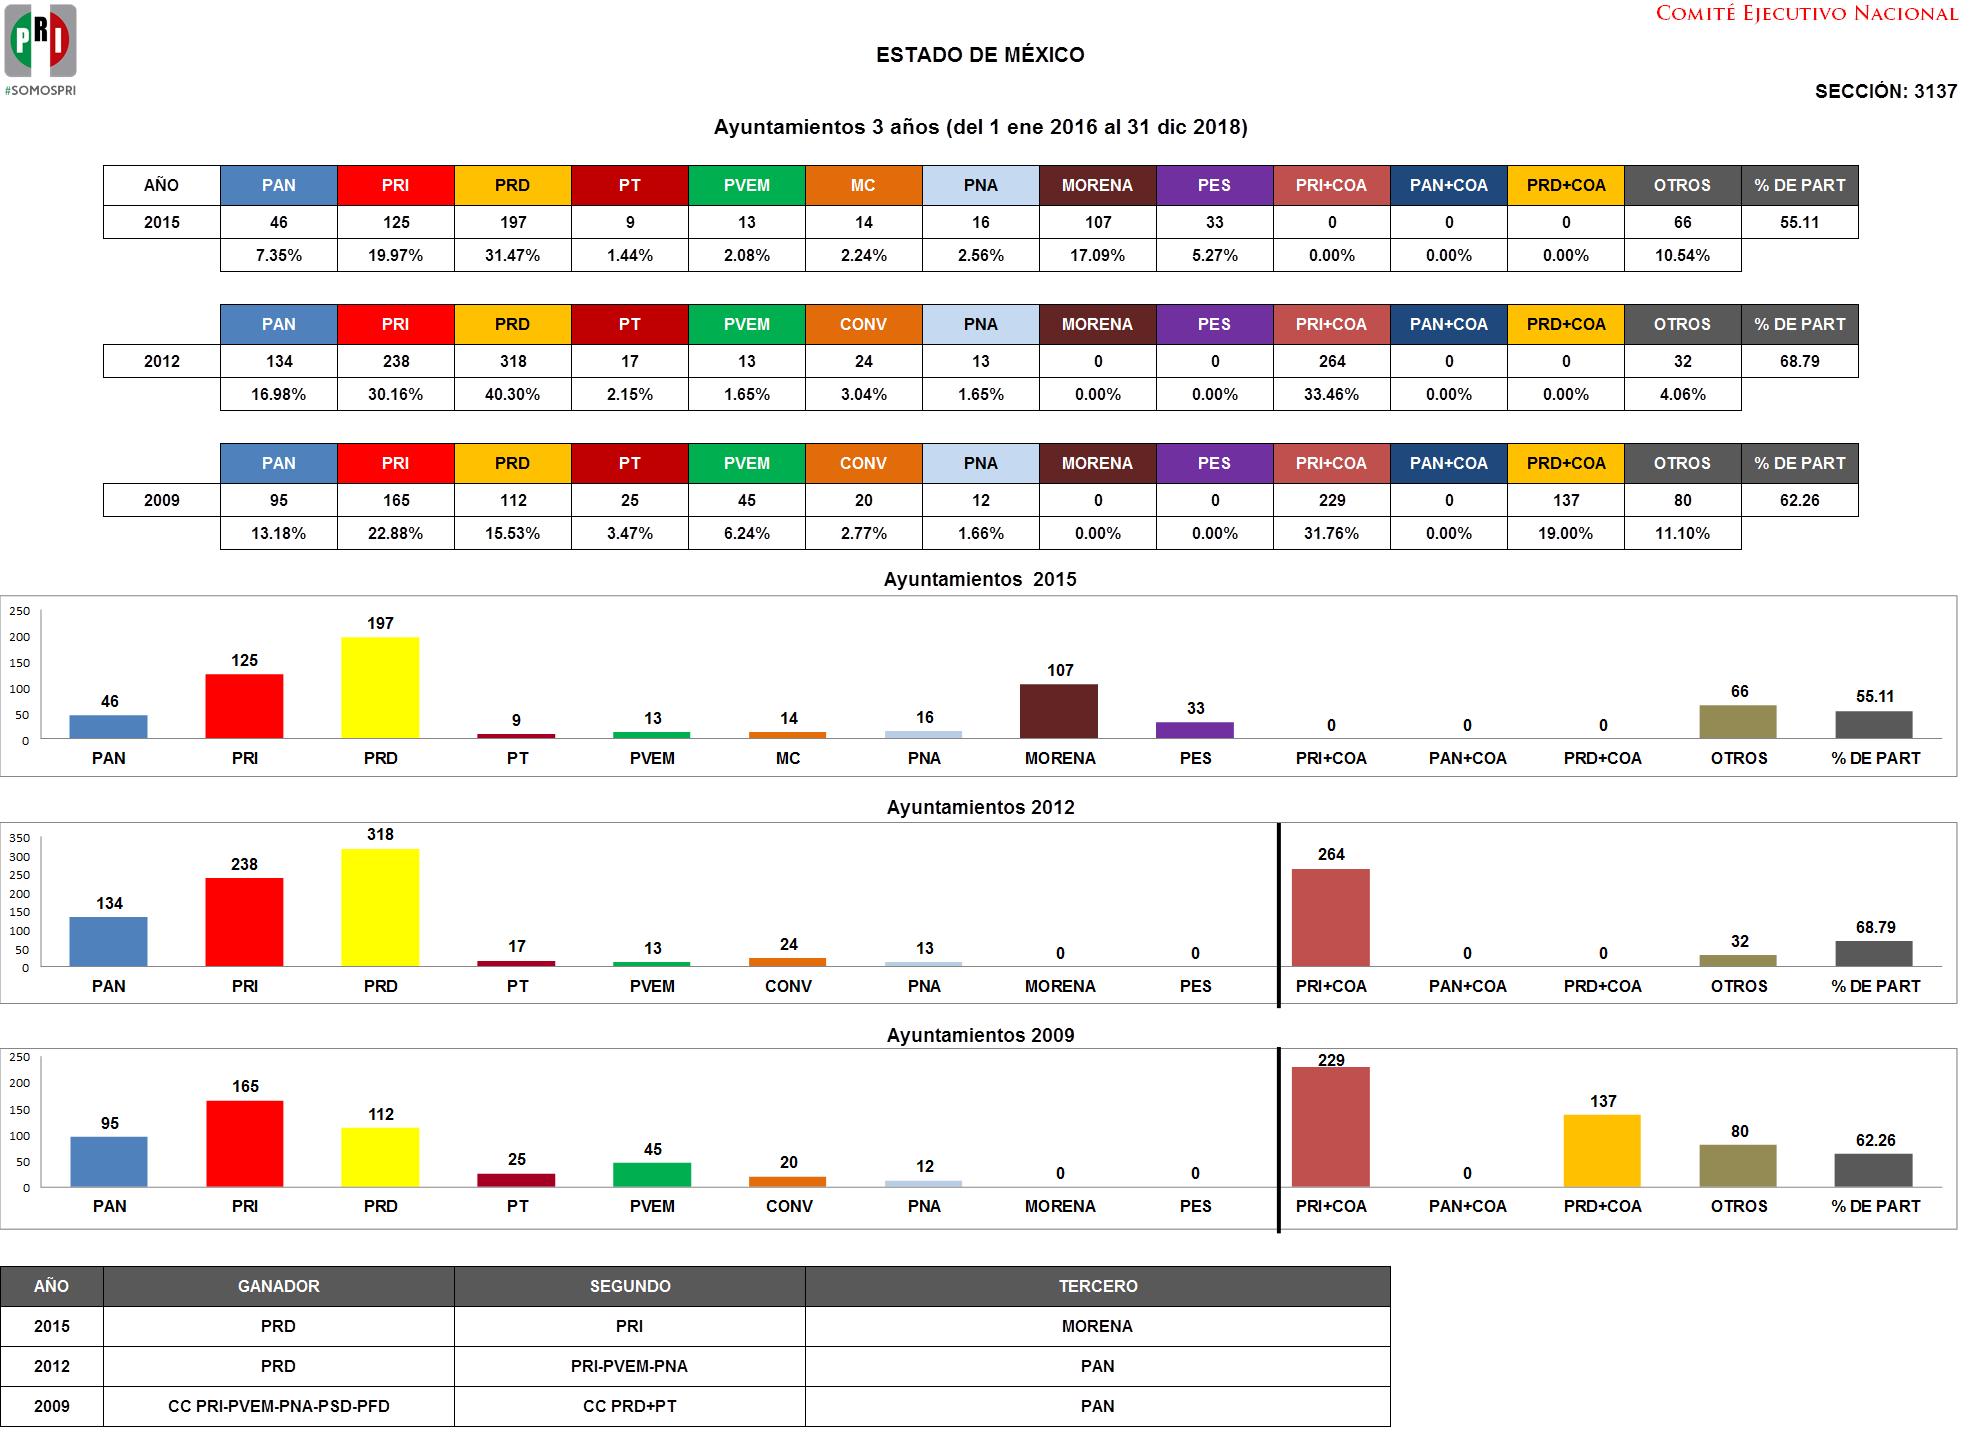 PRI
#SOMOSPRI
COMITÉ EJECUTIVO NACIONAL
ESTADO DE MÉXICO
SECCIÓN: 3137
Ayuntamientos 3 años (del 1 ene 2016 al 31 dic 2018)
AÑO PAN PRI PRD PT PVEM MC PNA MORENA PES PRI+COA PAN+COA PRD+COA OTROS % DE PART
2015 46 125 197 9 13 14 16 107 33 0 0 0 66 55.11
7.35% 19.97% 31.47% 1.44% 2.08% 2.24% 2.56% 17.09% 5.27% 0.00% 0.00% 0.00% 10.54%
PAN PRI PRD PT PVEM CONV PNA MORENA PES PRI+COA PAN+COA PRD+COA OTROS % DE PART
2012 134 238 318 17 13 24 13 0 0 264 0 0 32 68.79
16.98% 30.16% 40.30% 2.15% 1.65% 3.04% 1.65% 0.00% 0.00% 33.46% 0.00% 0.00% 4.06%
PAN PRI PRD PT PVEM CONV PNA MORENA PES PRI+COA PAN+COA PRD+COA OTROS % DE PART
2009 95 165 112 25 45 20 12 0 0 229 0 137 80 62.26
13.18% 22.88% 15.53% 3.47% 6.24% 2.77% 1.66% 0.00% 0.00% 31.76% 0.00% 19.00% 11.10%
Ayuntamientos 2015
250
200
150
100
50
0
46 125 197 9 13 14 16 107 33 0 0 0 66 55.11
PAN PRI PRD PT PVEM MC PNA MORENA PES PRI+COA PAN+COA PRD+COA OTROS % DE PART
Ayuntamientos 2012
350
300
250
200
150
100
50
0
134 238 318 17 13 24 13 0 0 264 0 0 32 68.79
PAN PRI PRD PT PVEM CONV PNA MORENA PES PRI+COA PAN+COA PRD+COA OTROS % DE PART
Ayuntamientos 2009
250
200
150
100
50
0
95 165 112 25 45 20 12 0 0 229 0 137 80 62.26
PAN PRI PRD PT PVEM CONV PNA MORENA PES PRI+COA PAN+COA PRD+COA OTROS % DE PART
AÑO GANADOR SEGUNDO TERCERO
2015 PRD PRI MORENA
2012 PRD PRI-PVEM-PNA PAN
2009 CC PRI-PVEM-PNA-PSD-PFD CC PRD+PT PAN